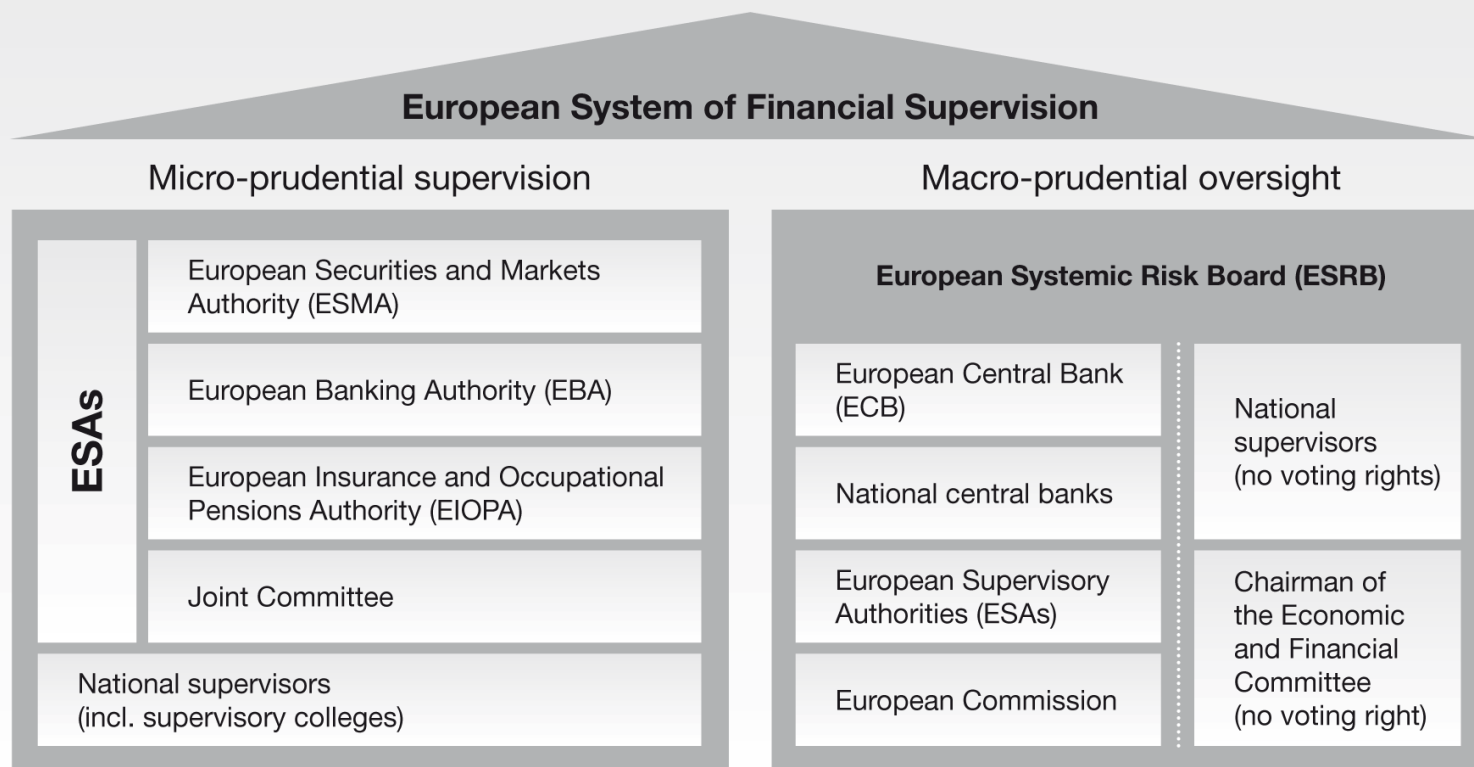 European System of Financial Supervision
Micro-prudential supervision
ESAs
European Securities and Markets
Authority (ESMA)
European Banking Authority (EBA)
European Insurance and Occupational
Pensions Authority (EIOPA)
Joint Committee
National supervisors
(incl. supervisory colleges)
Macro-prudential oversight
European Systemic Risk Board (ESRB)
European Central Bank
(ECB)
National central banks
European Supervisory
Authorities (ESAs)
European Commission
National
supervisors
(no voting rights)
Chairman of
the Economic
and Financial
Committee
(no voting right)